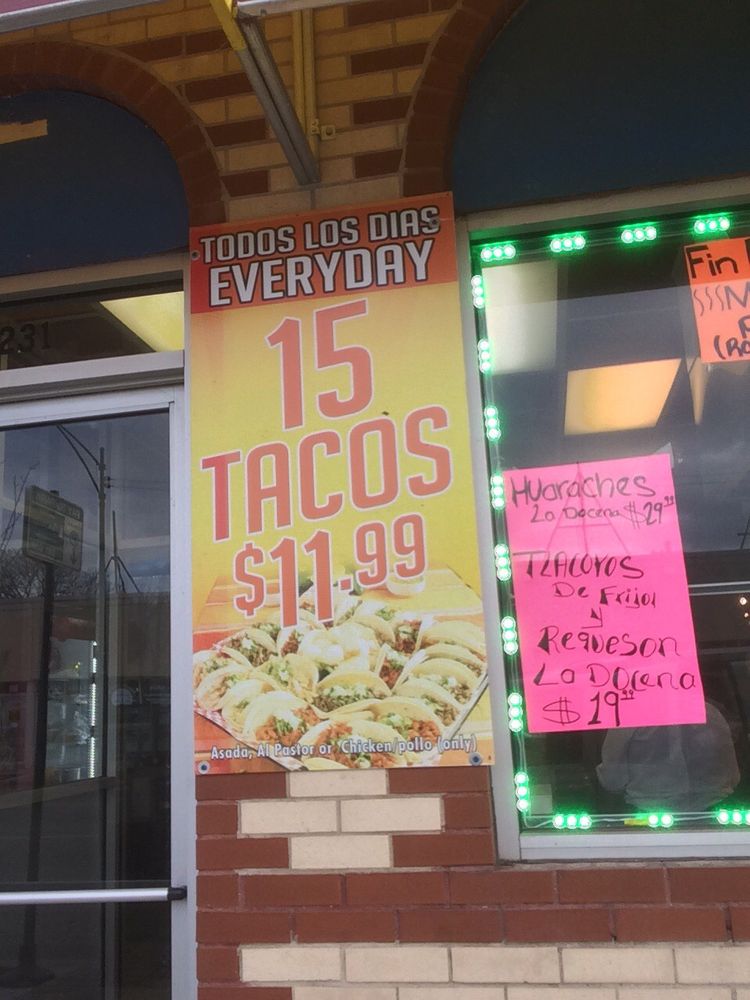 TODOS LOS DIAS
EVERYDAY
15
TACOS
$11.99
Asada, Al Pastor or Chicken/pollo (only)
231
Huaraches
La Docena $29.99
TLACOYOS
De Frijol
y
Requeson
La Docena
$19.99
Fin
$$$M
(Ro